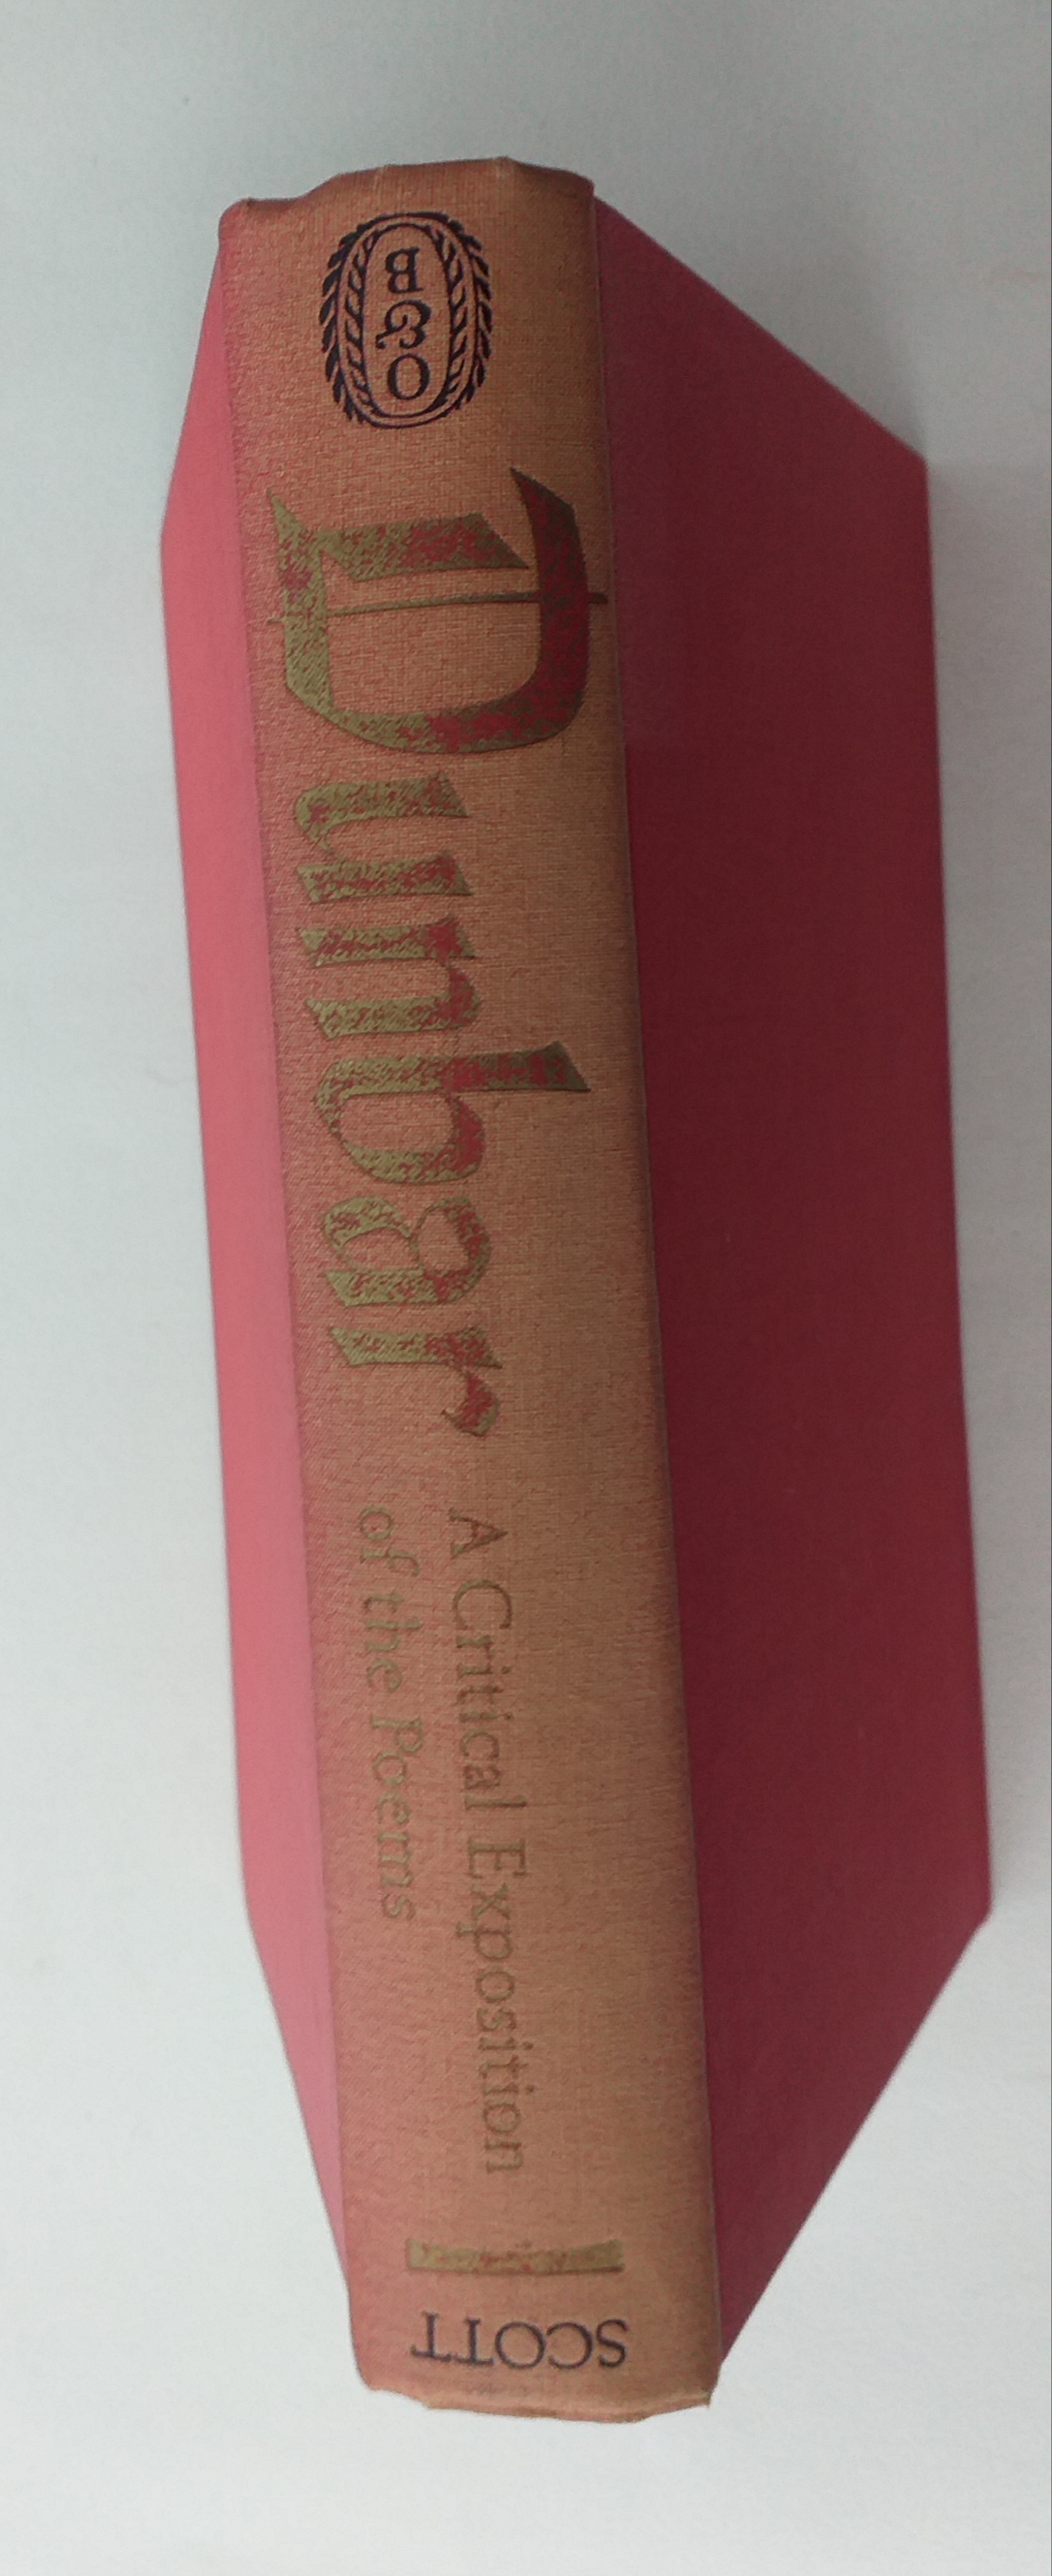 SCOTT
Dunbar
A Critical Exposition
of the Poems
O
&
B